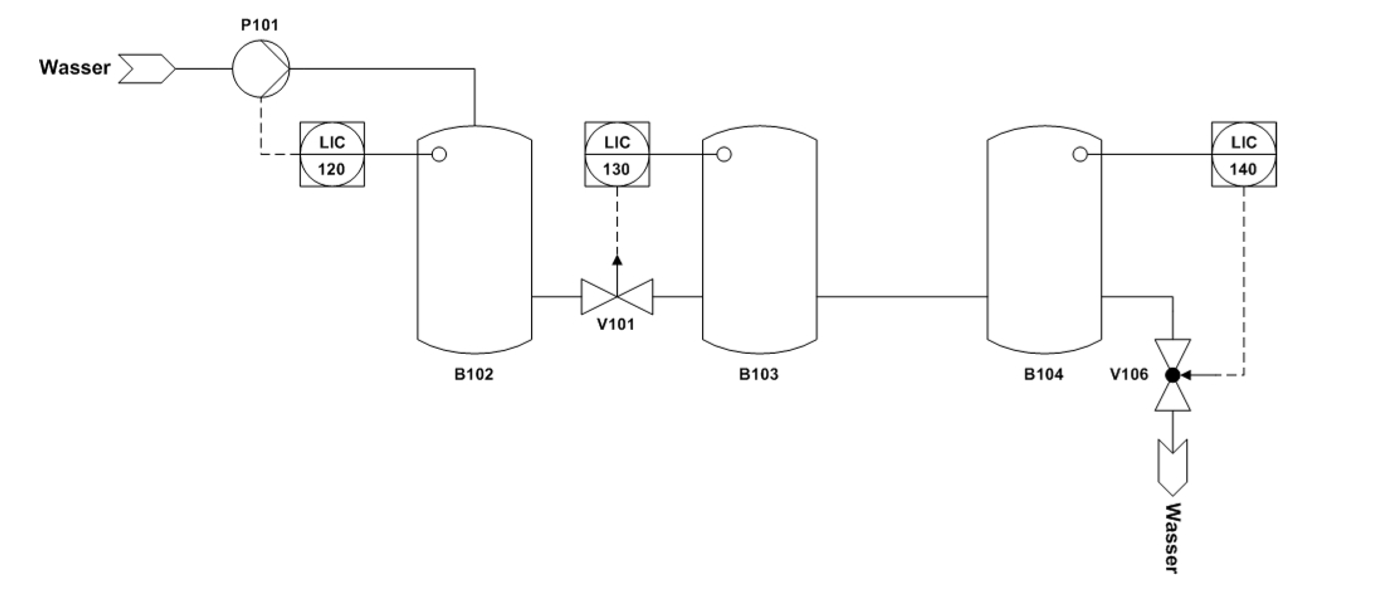 P101
Wasser
LIC
120
LIC
130
LIC
140
V101
B102
B103
B104
V106
Wasser